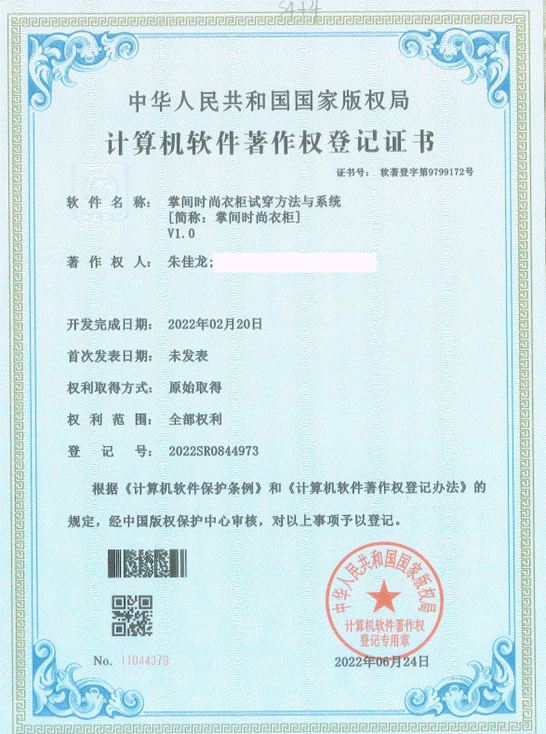 中华人民共和国国家版权局
计算机软件著作权登记证书
证书号: 软著登字第9799172号
软件名称: 掌间时尚衣柜试穿方法与系统
[简称: 掌间时尚衣柜]
V1.0
著作权人: 朱佳龙;
开发完成日期: 2022年02月20日
首次发表日期: 未发表
权利取得方式: 原始取得
权利范围: 全部权利
登记号: 2022SR0844973
根据《计算机软件保护条例》和《计算机软件著作权登记办法》的
规定,经中国版权保护中心审核,对以上事项予以登记。
中华人民共和国国家版权局
计算机软件著作权
登记专用章
No. 11044379
2022年06月24日